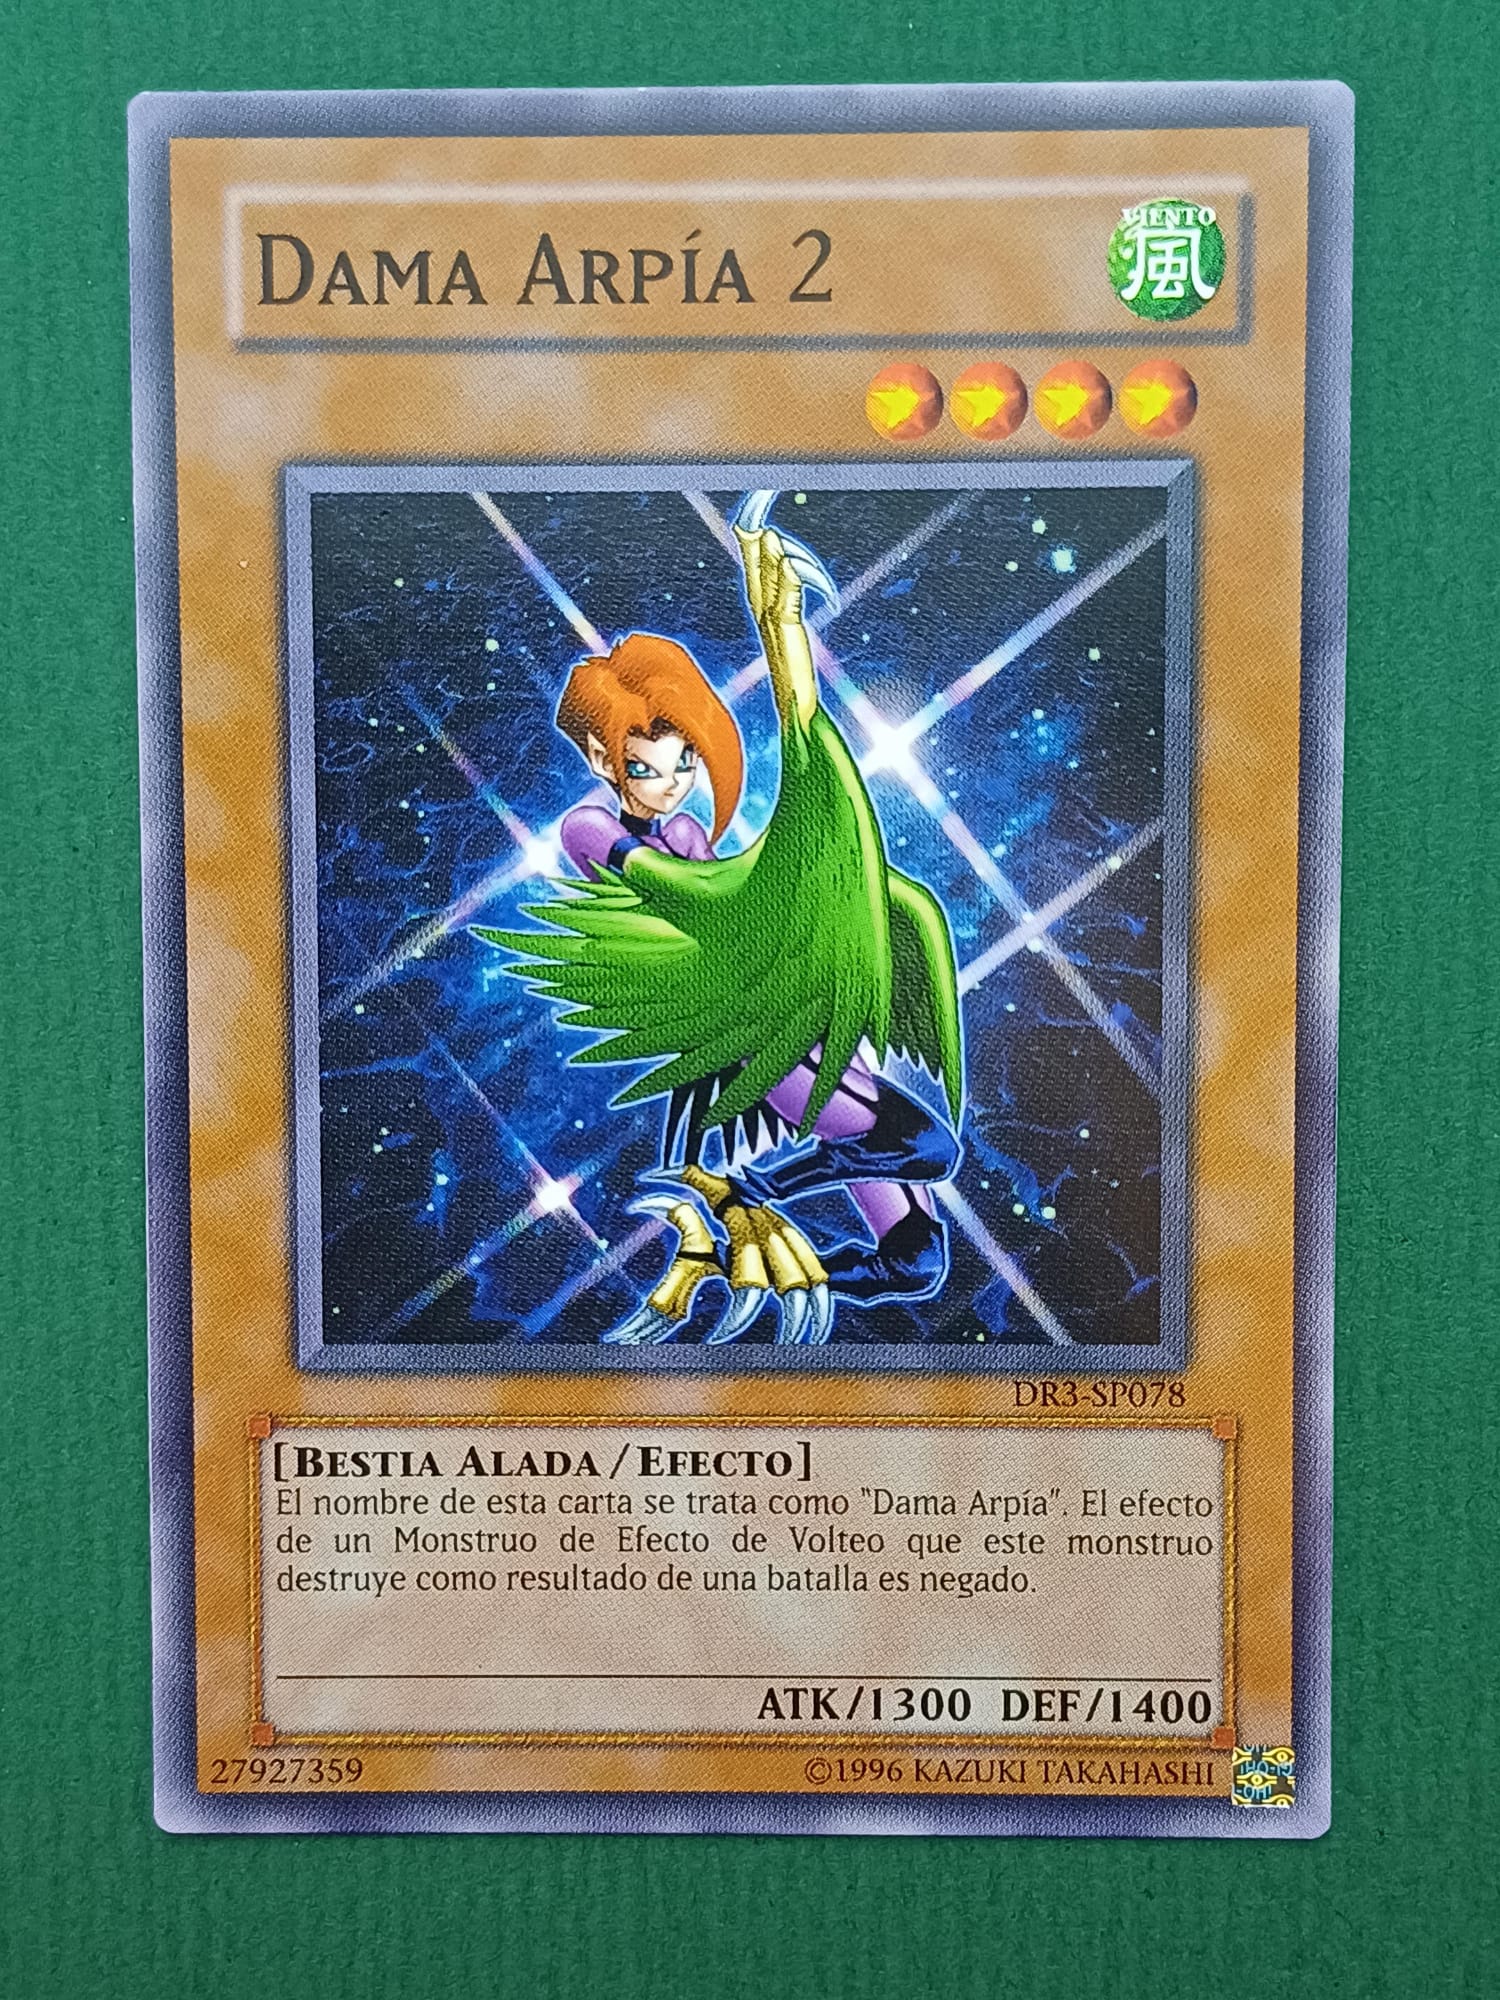 Dama Arpía 2
VIENTO
風
DR3-SP078
[Bestia Alada/Efecto]
El nombre de esta carta se trata como "Dama Arpía". El efecto
de un Monstruo de Efecto de Volteo que este monstruo
destruye como resultado de una batalla es negado.
ATK/1300 DEF/1400
27927359
©1996 KAZUKI TAKAHASHI